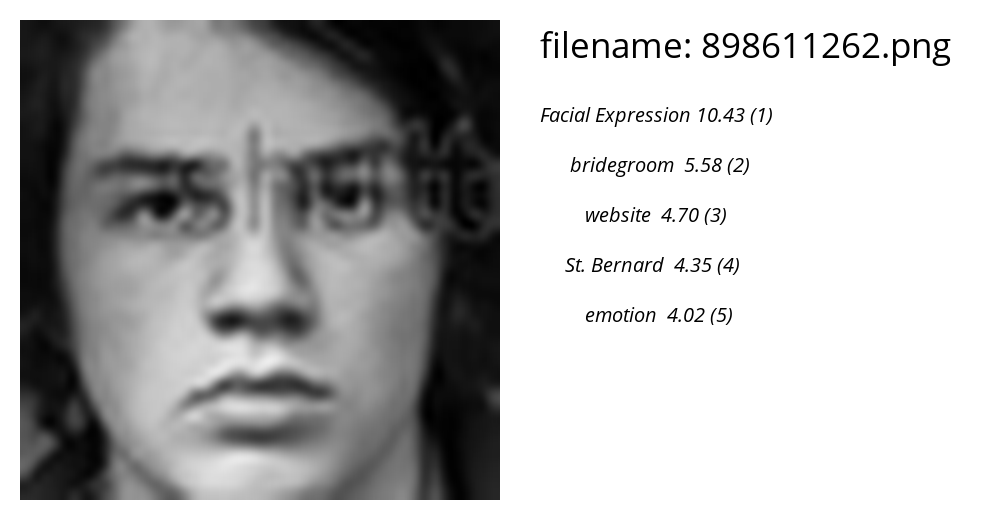 filename: 898611262.png
Facial Expression 10.43 (1)
bridegroom 5.58 (2)
website 4.70 (3)
St. Bernard 4.35 (4)
emotion 4.02 (5)
shutt